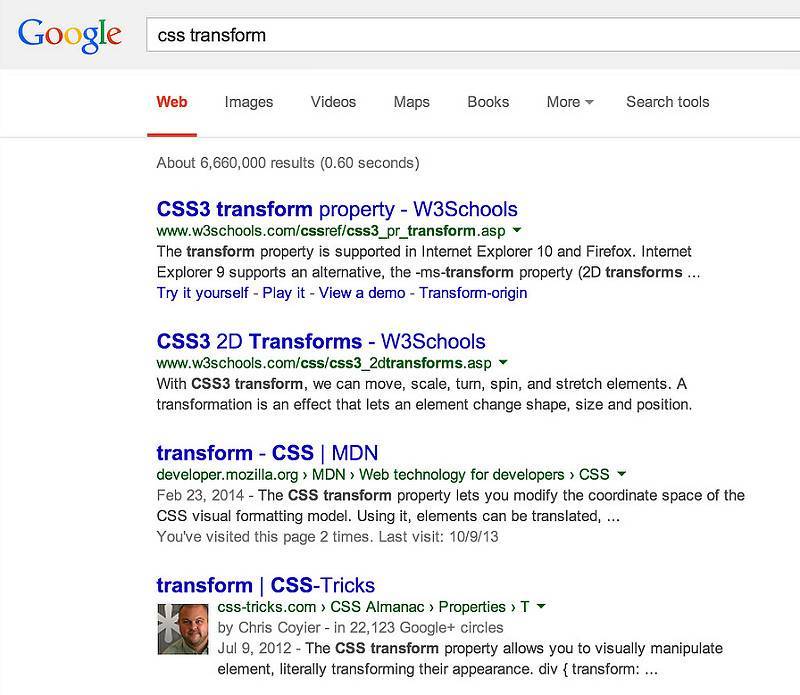 Google
css transform
Web Images Videos Maps Books More Search tools
About 6,660,000 results (0.60 seconds)
CSS3 transform property - W3Schools
www.w3schools.com/cssref/css3_pr_transform.asp
The transform property is supported in Internet Explorer 10 and Firefox. Internet
Explorer 9 supports an alternative, the -ms-transform property (2D transforms ...
Try it yourself - Play it - View a demo - Transform-origin
CSS3 2D Transforms - W3Schools
www.w3schools.com/css/css3_2dtransforms.asp
With CSS3 transform, we can move, scale, turn, spin, and stretch elements. A
transformation is an effect that lets an element change shape, size and position.
transform - CSS | MDN
developer.mozilla.org › MDN › Web technology for developers › CSS
Feb 23, 2014 - The CSS transform property lets you modify the coordinate space of the
CSS visual formatting model. Using it, elements can be translated, ...
You've visited this page 2 times. Last visit: 10/9/13
transform | CSS-Tricks
css-tricks.com › CSS Almanac › Properties › T
by Chris Coyier - in 22,123 Google+ circles
Jul 9, 2012 - The CSS transform property allows you to visually manipulate
element, literally transforming their appearance. div { transform: ...